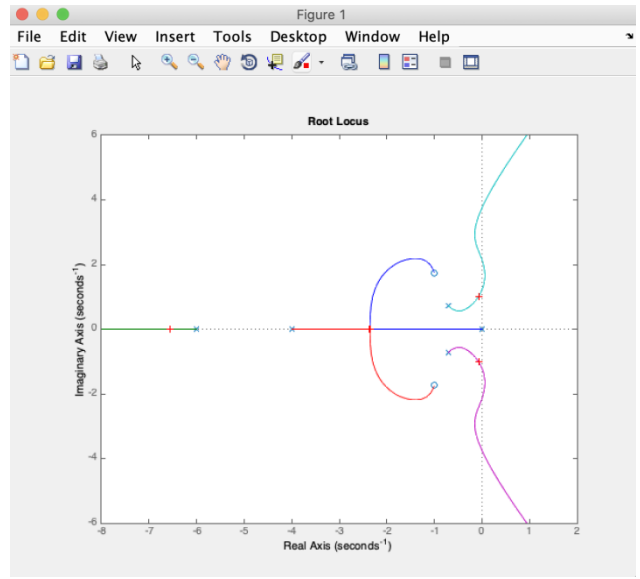 Figure 1
File Edit View Insert Tools Desktop Window Help
Root Locus
6
4
2
0
-2
-4
-6
Imaginary Axis (seconds⁻¹)
-8 -7 -6 -5 -4 -3 -2 -1 0 1 2
Real Axis (seconds⁻¹)